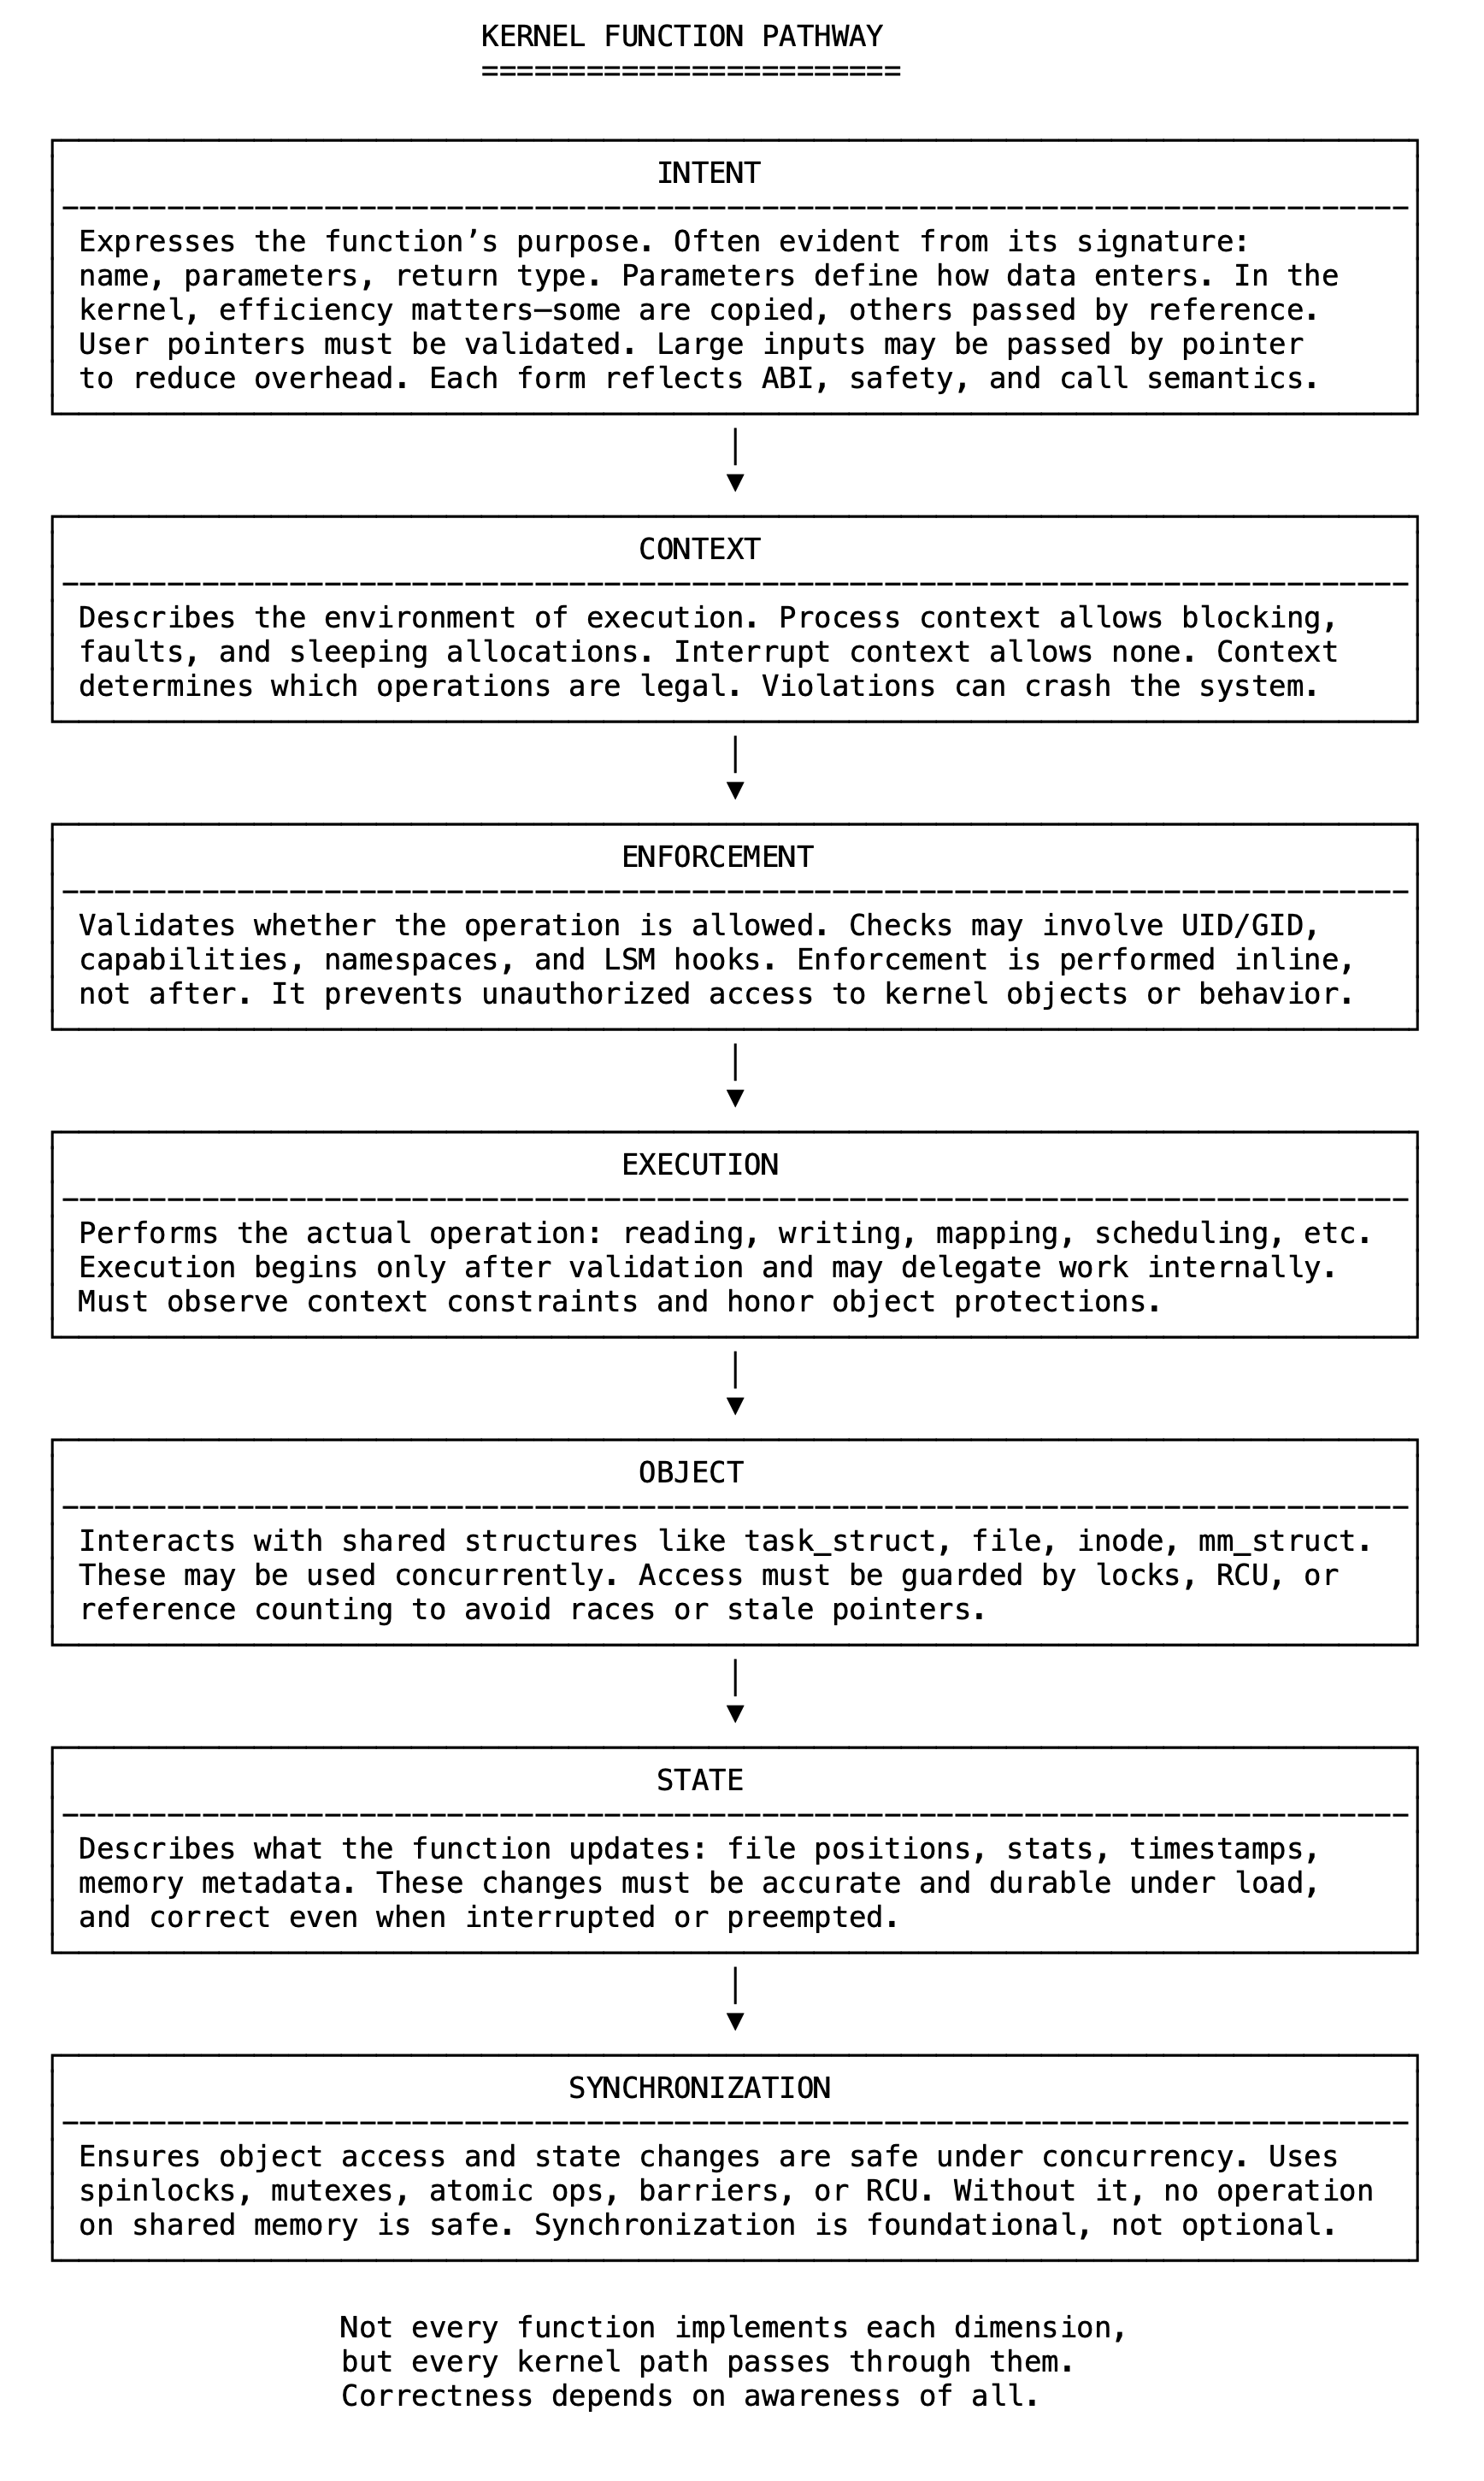 KERNEL FUNCTION PATHWAY
========================
INTENT
Expresses the function’s purpose. Often evident from its signature:
name, parameters, return type. Parameters define how data enters. In the
kernel, efficiency matters—some are copied, others passed by reference.
User pointers must be validated. Large inputs may be passed by pointer
to reduce overhead. Each form reflects ABI, safety, and call semantics.
CONTEXT
Describes the environment of execution. Process context allows blocking,
faults, and sleeping allocations. Interrupt context allows none. Context
determines which operations are legal. Violations can crash the system.
ENFORCEMENT
Validates whether the operation is allowed. Checks may involve UID/GID,
capabilities, namespaces, and LSM hooks. Enforcement is performed inline,
not after. It prevents unauthorized access to kernel objects or behavior.
EXECUTION
Performs the actual operation: reading, writing, mapping, scheduling, etc.
Execution begins only after validation and may delegate work internally.
Must observe context constraints and honor object protections.
OBJECT
Interacts with shared structures like task_struct, file, inode, mm_struct.
These may be used concurrently. Access must be guarded by locks, RCU, or
reference counting to avoid races or stale pointers.
STATE
Describes what the function updates: file positions, stats, timestamps,
memory metadata. These changes must be accurate and durable under load,
and correct even when interrupted or preempted.
SYNCHRONIZATION
Ensures object access and state changes are safe under concurrency. Uses
spinlocks, mutexes, atomic ops, barriers, or RCU. Without it, no operation
on shared memory is safe. Synchronization is foundational, not optional.
Not every function implements each dimension,
but every kernel path passes through them.
Correctness depends on awareness of all.